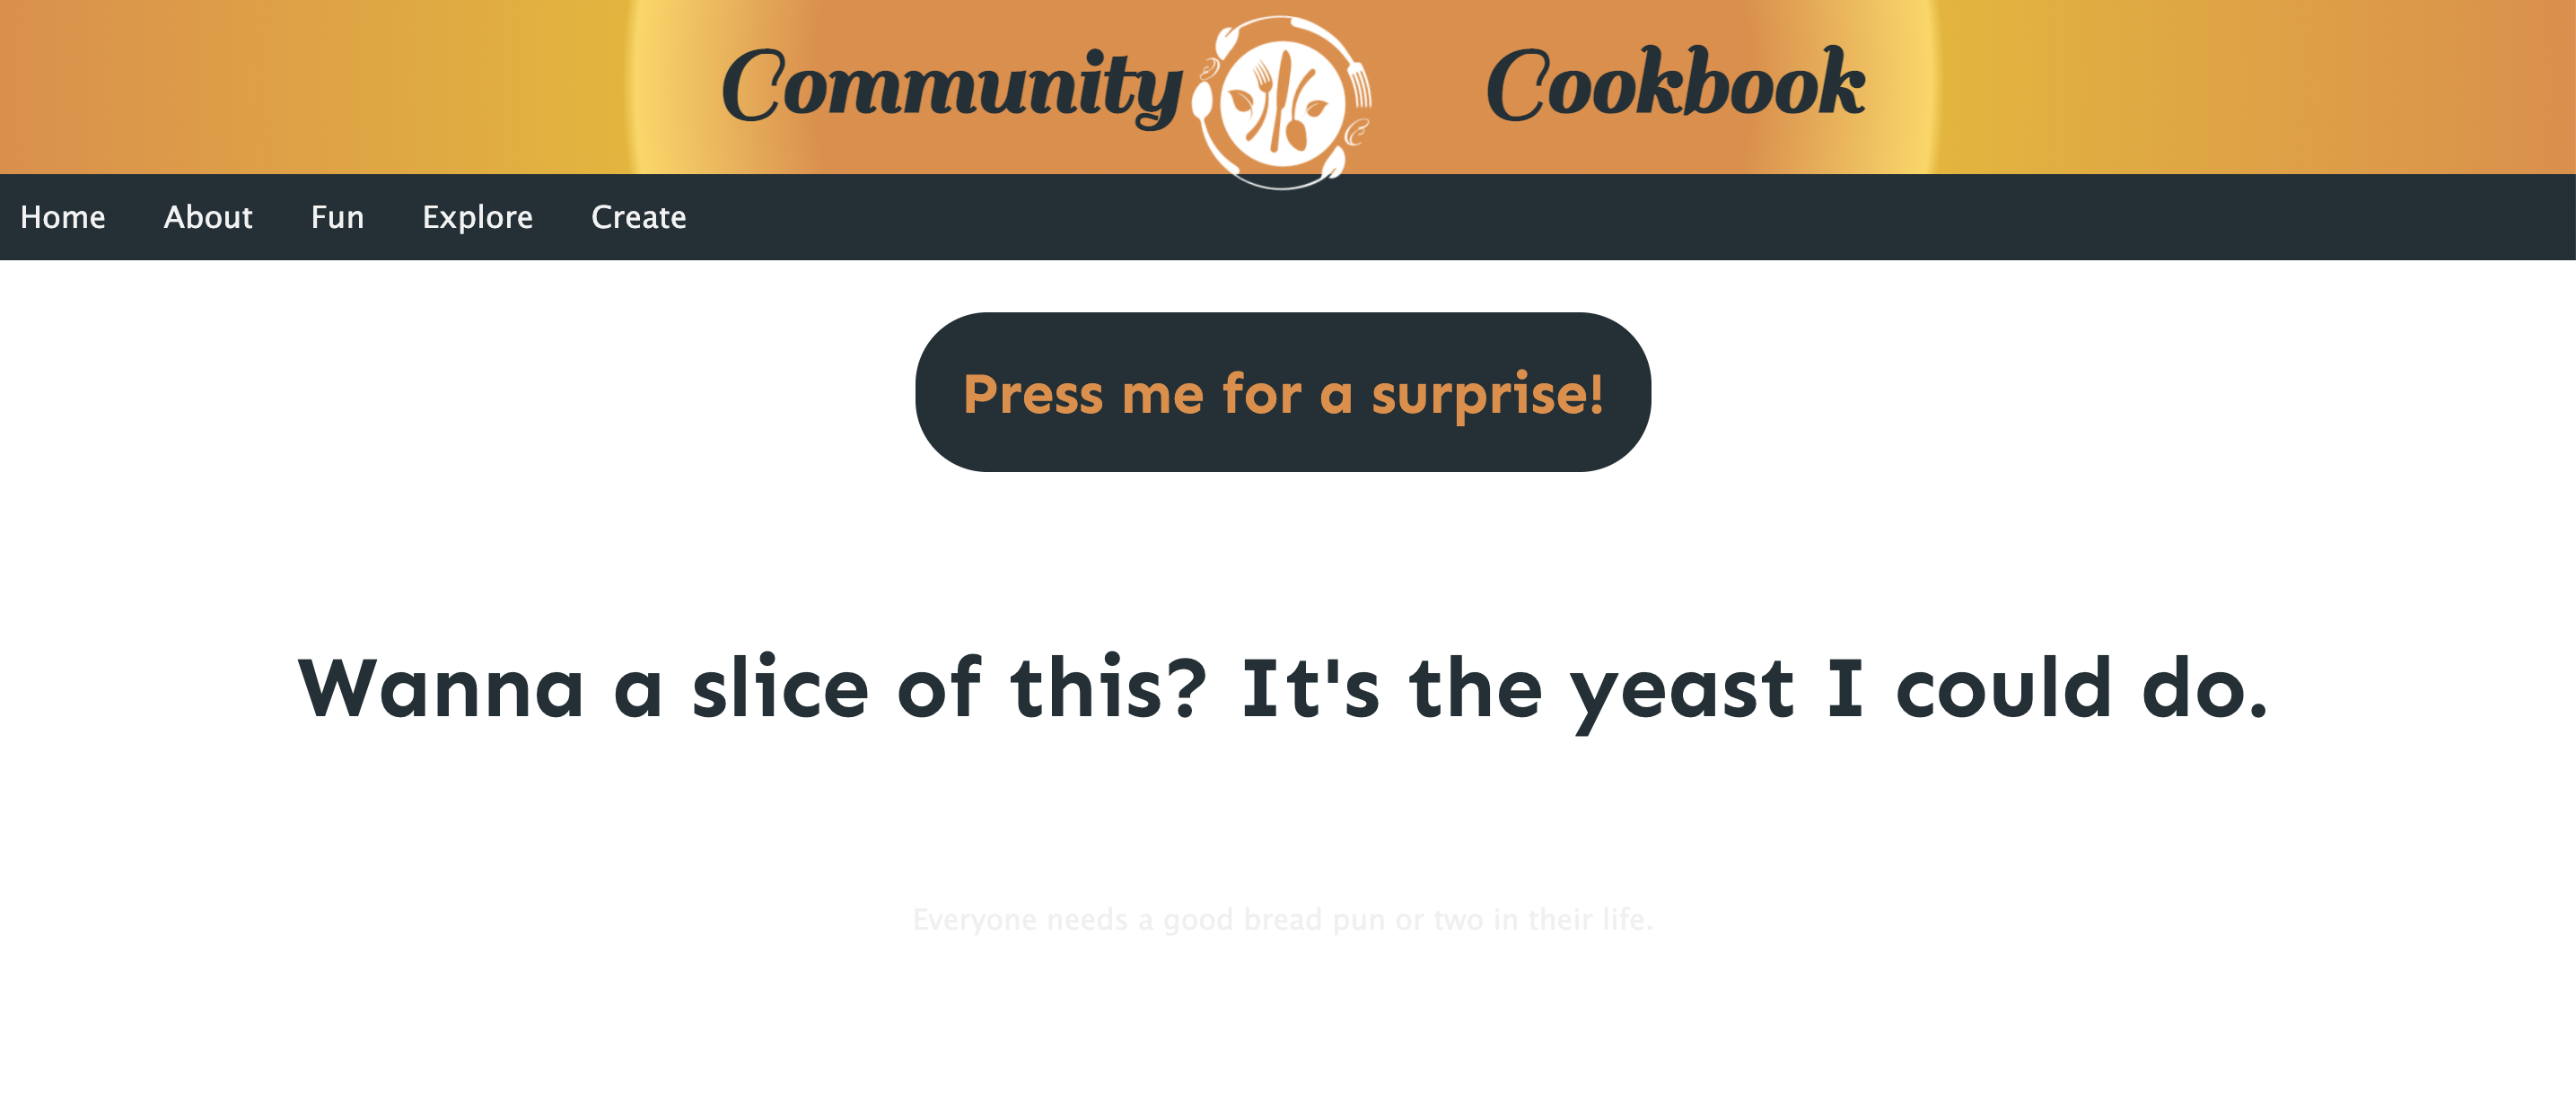 Community Cookbook
Home About Fun Explore Create
Press me for a surprise!
Wanna a slice of this? It's the yeast I could do.
Everyone needs a good bread pun or two in their life.